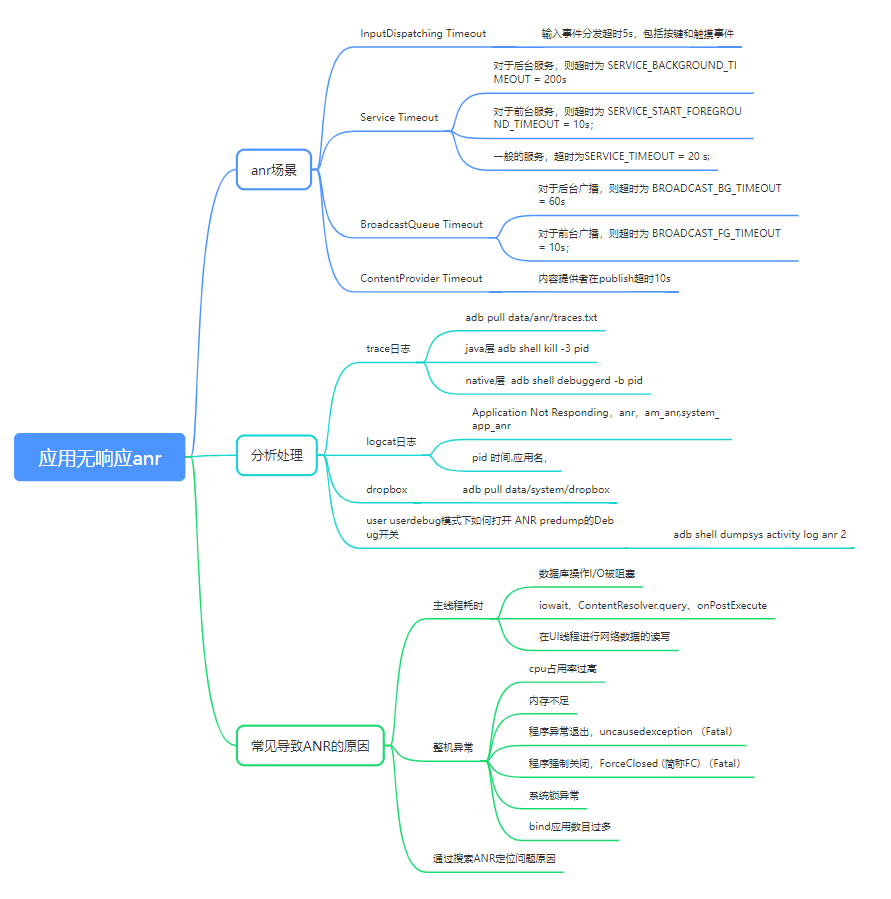 应用无响应anr
anr场景
InputDispatching Timeout
输入事件分发超时5s，包括按键和触摸事件
Service Timeout
对于后台服务，则超时为 SERVICE_BACKGROUND_TI
MEOUT = 200s
对于前台服务，则超时为 SERVICE_START_FOREGROU
ND_TIMEOUT = 10s；
一般的服务，超时为SERVICE_TIMEOUT = 20 s;
BroadcastQueue Timeout
对于后台广播，则超时为 BROADCAST_BG_TIMEOUT
= 60s
对于前台广播，则超时为 BROADCAST_FG_TIMEOUT
= 10s；
ContentProvider Timeout
内容提供者在publish超时10s
分析处理
trace日志
adb pull data/anr/traces.txt
java层 adb shell kill -3 pid
native层 adb shell debuggerd -b pid
logcat日志
Application Not Responding，anr，am_anr,system_
app_anr
pid 时间,应用名，
dropbox
adb pull data/system/dropbox
user userdebug模式下如何打开 ANR predump的Deb
ug开关
adb shell dumpsys activity log anr 2
常见导致ANR的原因
主线程耗时
数据库操作I/O被阻塞
iowait、ContentResolver.query、onPostExecute
在UI线程进行网络数据的读写
整机异常
cpu占用率过高
内存不足
程序异常退出，uncausedexception （Fatal）
程序强制关闭，ForceClosed (简称FC) （Fatal）
系统锁异常
bind应用数目过多
通过搜索ANR定位问题原因